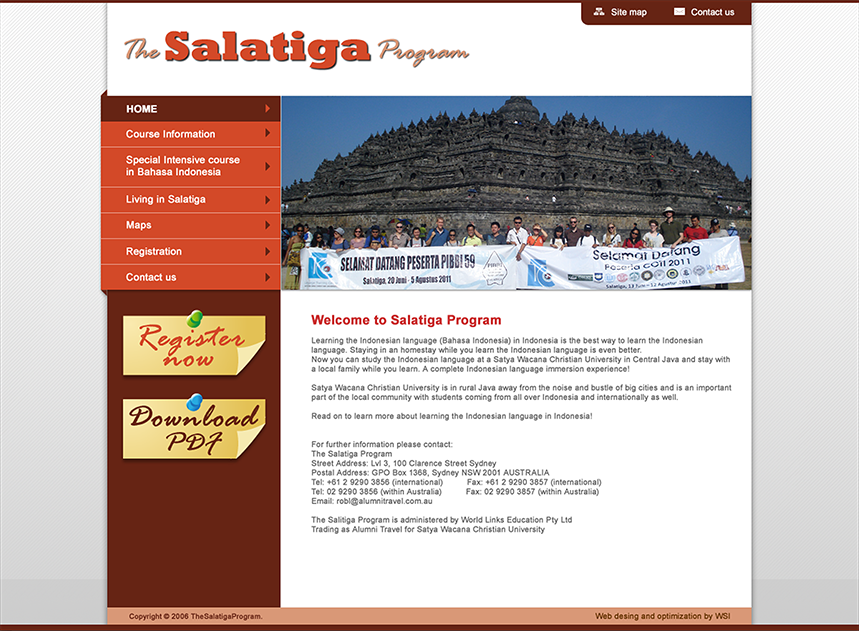 Site map
Contact us
The Salatiga Program
HOME
Course Information
Special Intensive course
in Bahasa Indonesia
Living in Salatiga
Maps
Registration
Contact us
SELAMAT DATANG PESERTA PIBBI 59
Salatiga, 20 Juni - 5 Agustus 2011
Selamat Datang
Peserta COTI 2011
Salatiga, 13 Juni - 12 Agustus 2011
Register
now
Download
PDF
Welcome to Salatiga Program
Learning the Indonesian language (Bahasa Indonesia) in Indonesia is the best way to learn the Indonesian
language. Staying in an homestay while you learn the Indonesian language is even better.
Now you can study the Indonesian language at a Satya Wacana Christian University in Central Java and stay with
a local family while you learn. A complete Indonesian language immersion experience!
Satya Wacana Christian University is in rural Java away from the noise and bustle of big cities and is an important
part of the local community with students coming from all over Indonesia and internationally as well.
Read on to learn more about learning the Indonesian language in Indonesia!
For further information please contact:
The Salatiga Program
Street Address: Lvl 3, 100 Clarence Street Sydney
Postal Address: GPO Box 1368, Sydney NSW 2001 AUSTRALIA
Tel: +61 2 9290 3856 (international) Fax: +61 2 9290 3857 (international)
Tel: 02 9290 3856 (within Australia) Fax: 02 9290 3857 (within Australia)
Email: robl@alumnitravel.com.au
The Salitiga Program is administered by World Links Education Pty Ltd
Trading as Alumni Travel for Satya Wacana Christian University
Copyright © 2006 TheSalatigaProgram.
Web desing and optimization by WSI